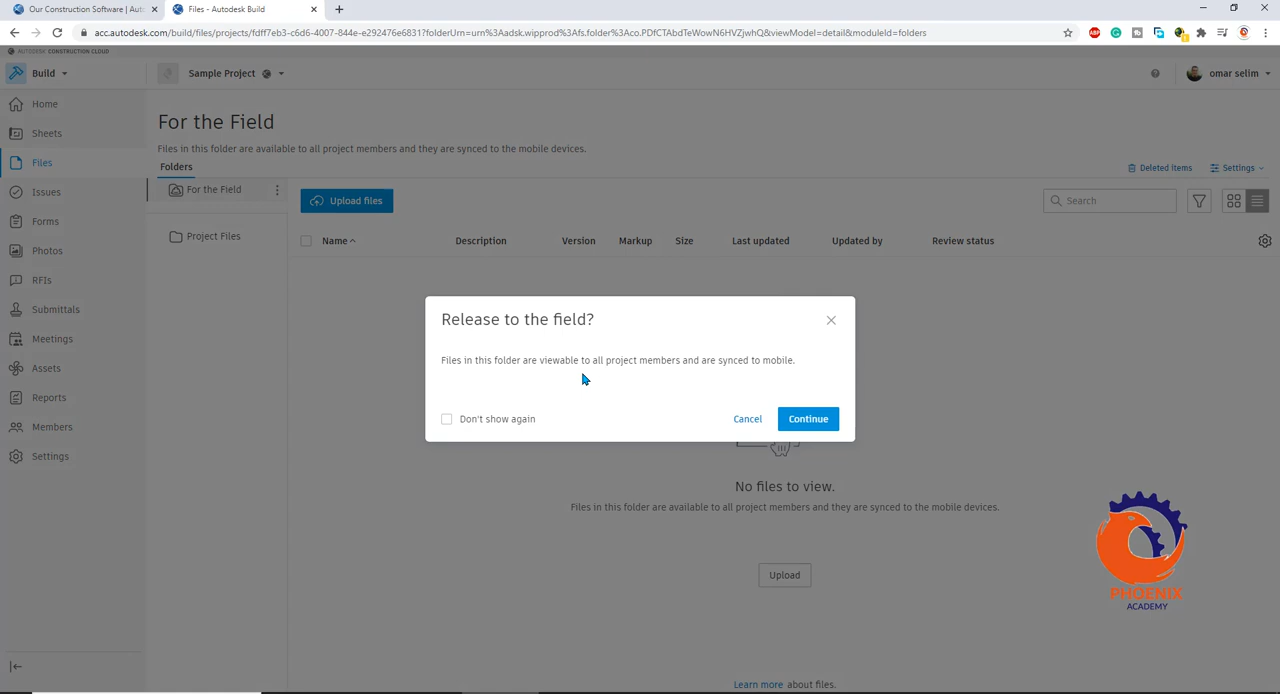 Our Construction Software | Aut
Files - Autodesk Build
acc.autodesk.com/build/files/projects/fdff7eb3-c6d6-4007-844e-e292476e6831?folderUrn=urn%3Aadsk.wipprod%3Afs.folder%3Aco.PDfCTAbdTeWowN6HVZjwhQ&viewModel=detail&moduleId=folders
AUTODESK CONSTRUCTION CLOUD
Build
Sample Project
omar selim
Home
Sheets
Files
Issues
Forms
Photos
RFIs
Submittals
Meetings
Assets
Reports
Members
Settings
For the Field
Files in this folder are available to all project members and they are synced to the mobile devices.
Folders
Deleted items
Settings
For the Field
Project Files
Upload files
Search
Name
Description
Version
Markup
Size
Last updated
Updated by
Review status
Release to the field?
Files in this folder are viewable to all project members and are synced to mobile.
Don't show again
Cancel
Continue
No files to view.
Files in this folder are available to all project members and they are synced to the mobile devices.
Upload
Learn more about files.
PHOENIX
ACADEMY
ABP